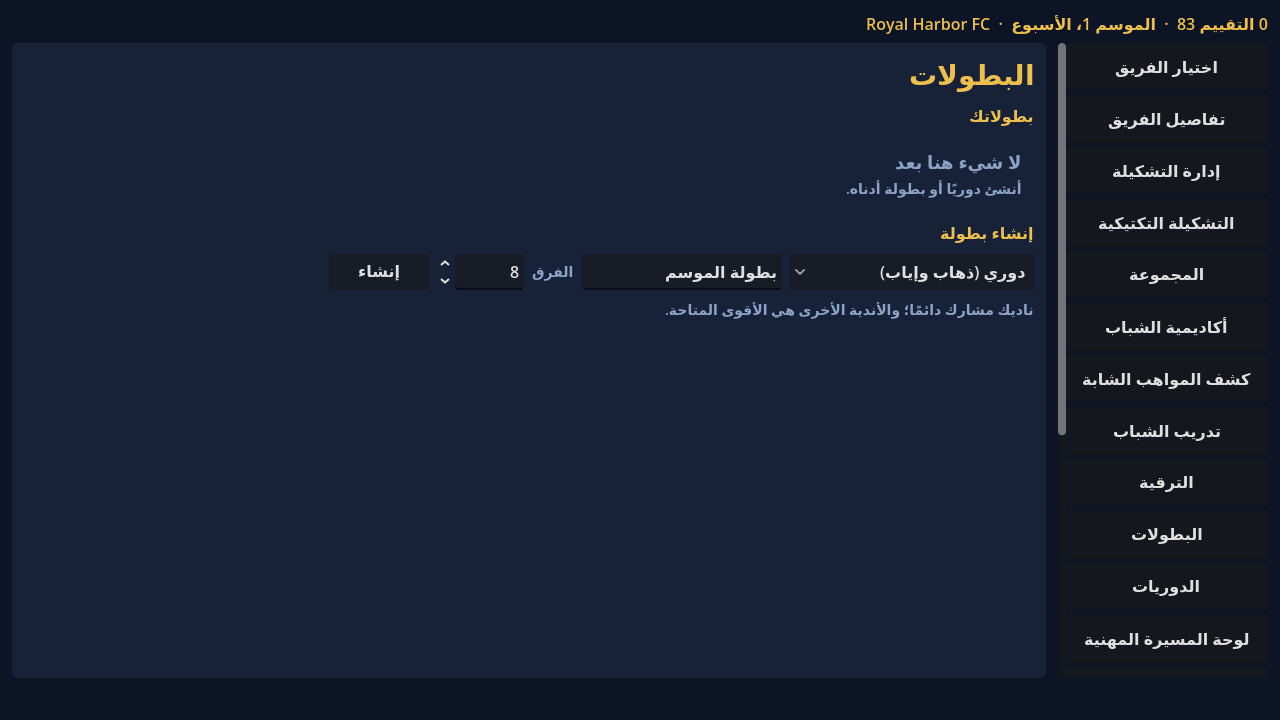 Royal Harbor FC · الموسم 1، الأسبوع 0 التقييم 83 ·
اختيار الفريق
تفاصيل الفريق
إدارة التشكيلة
التشكيلة التكتيكية
المجموعة
أكاديمية الشباب
كشف المواهب الشابة
تدريب الشباب
الترقية
البطولات
الدوريات
لوحة المسيرة المهنية
البطولات
بطولاتك
لا شيء هنا بعد
أنشئ دوريًا أو بطولة أدناه.
إنشاء بطولة
دوري (ذهاب وإياب) بطولة الموسم الفرق 8 إنشاء
ناديك مشارك دائمًا؛ والأندية الأخرى هي الأقوى المتاحة.